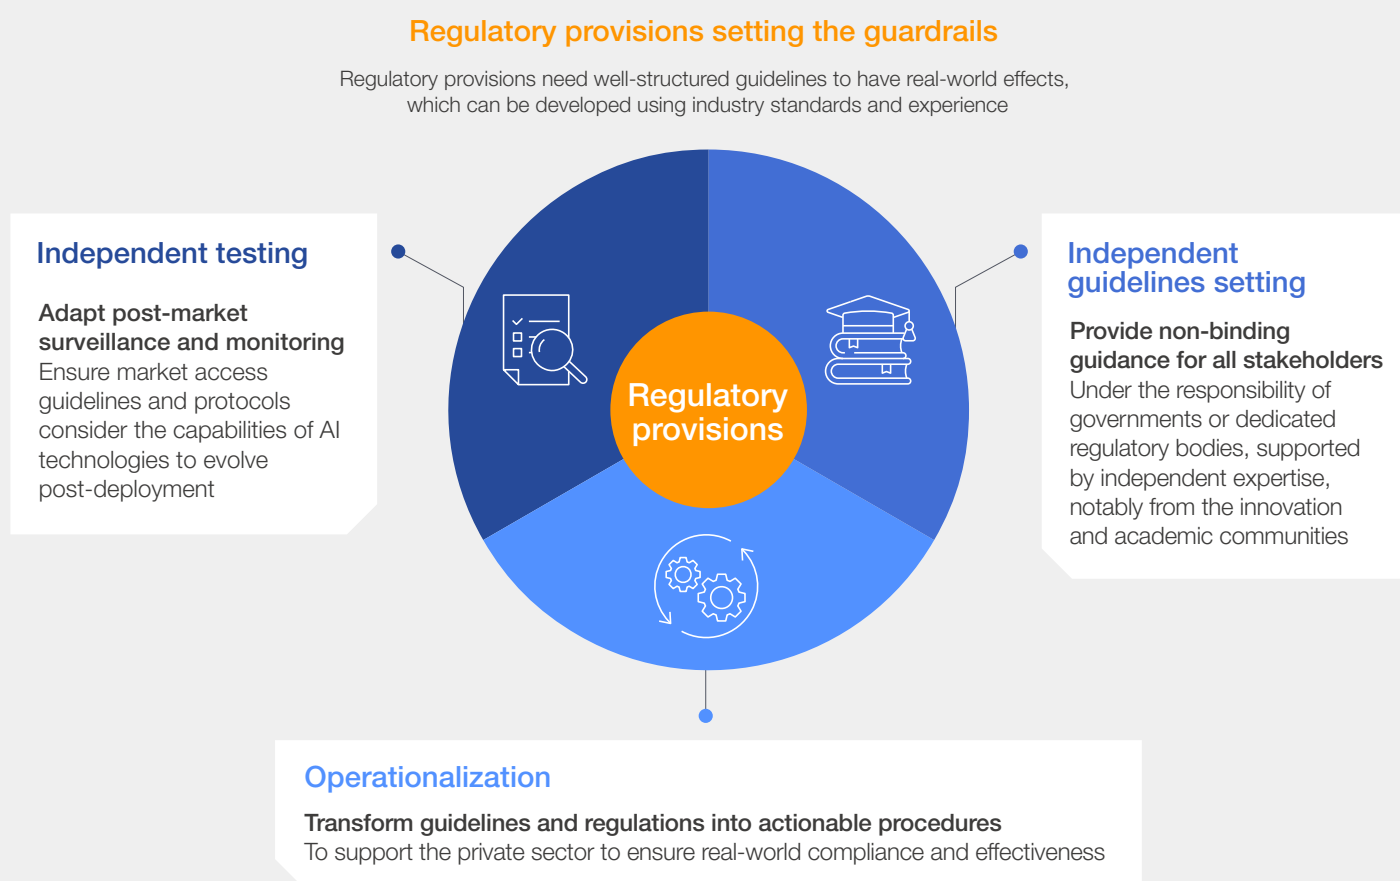 Regulatory provisions setting the guardrails
Regulatory provisions need well-structured guidelines to have real-world effects,
which can be developed using industry standards and experience
Independent testing
Adapt post-market
surveillance and monitoring
Ensure market access
guidelines and protocols
consider the capabilities of AI
technologies to evolve
post-deployment
Regulatory
provisions
Independent
guidelines setting
Provide non-binding
guidance for all stakeholders
Under the responsibility of
governments or dedicated
regulatory bodies, supported
by independent expertise,
notably from the innovation
and academic communities
Operationalization
Transform guidelines and regulations into actionable procedures
To support the private sector to ensure real-world compliance and effectiveness